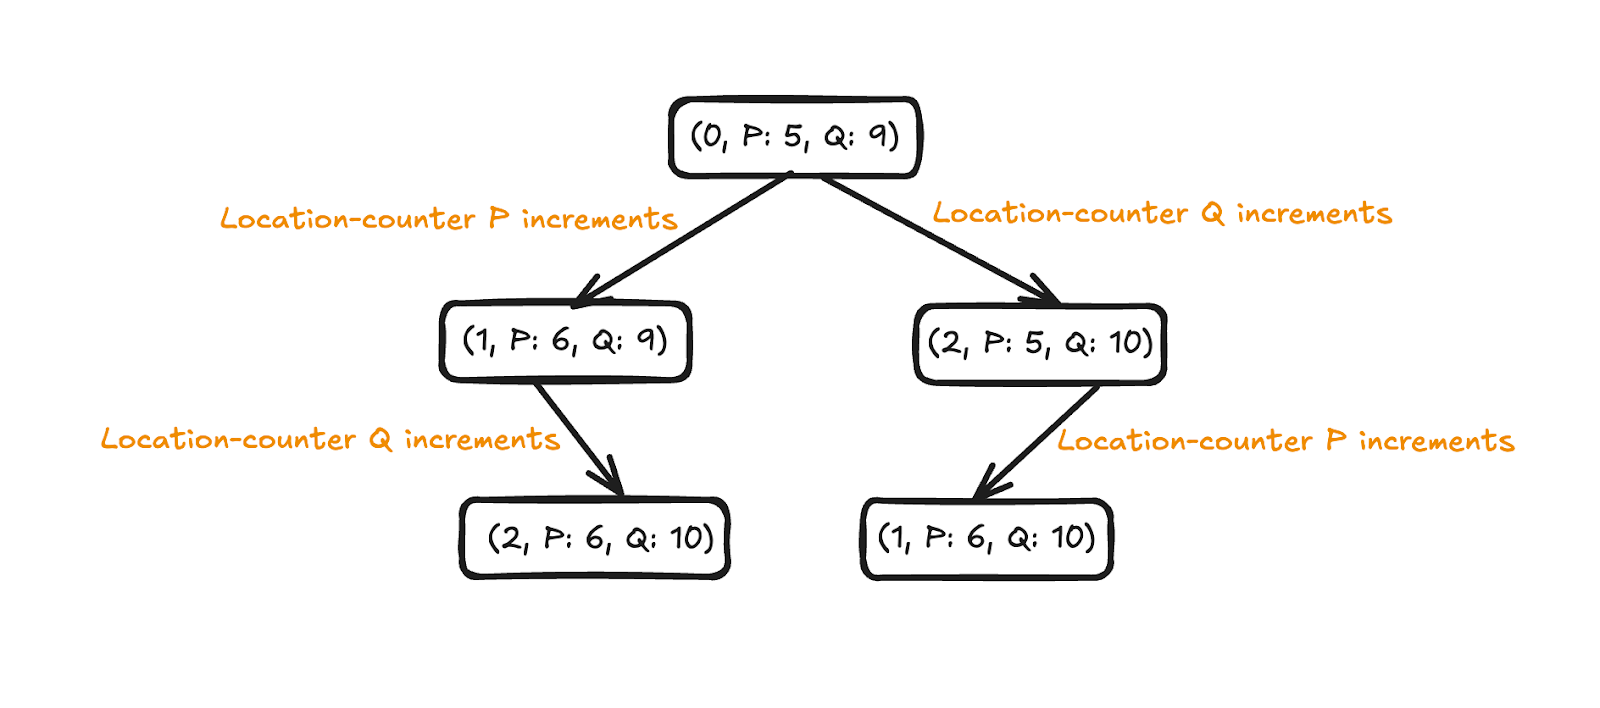 (0, P: 5, Q: 9)
Location-counter P increments
Location-counter Q increments
(1, P: 6, Q: 9)
(2, P: 5, Q: 10)
Location-counter Q increments
Location-counter P increments
(2, P: 6, Q: 10)
(1, P: 6, Q: 10)